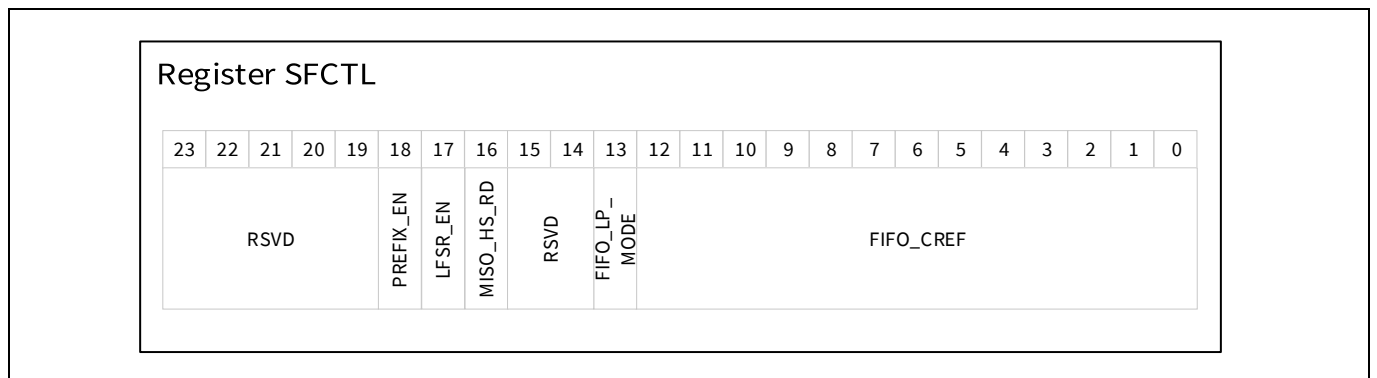 Register SFCTL
23 22 21 20 19 18 17 16 15 14 13 12 11 10 9 8 7 6 5 4 3 2 1 0
RSVD
PREFIX_EN
LFSR_EN
MISO_HS_RD
RSVD
FIFO_LP_
MODE
FIFO_CREF